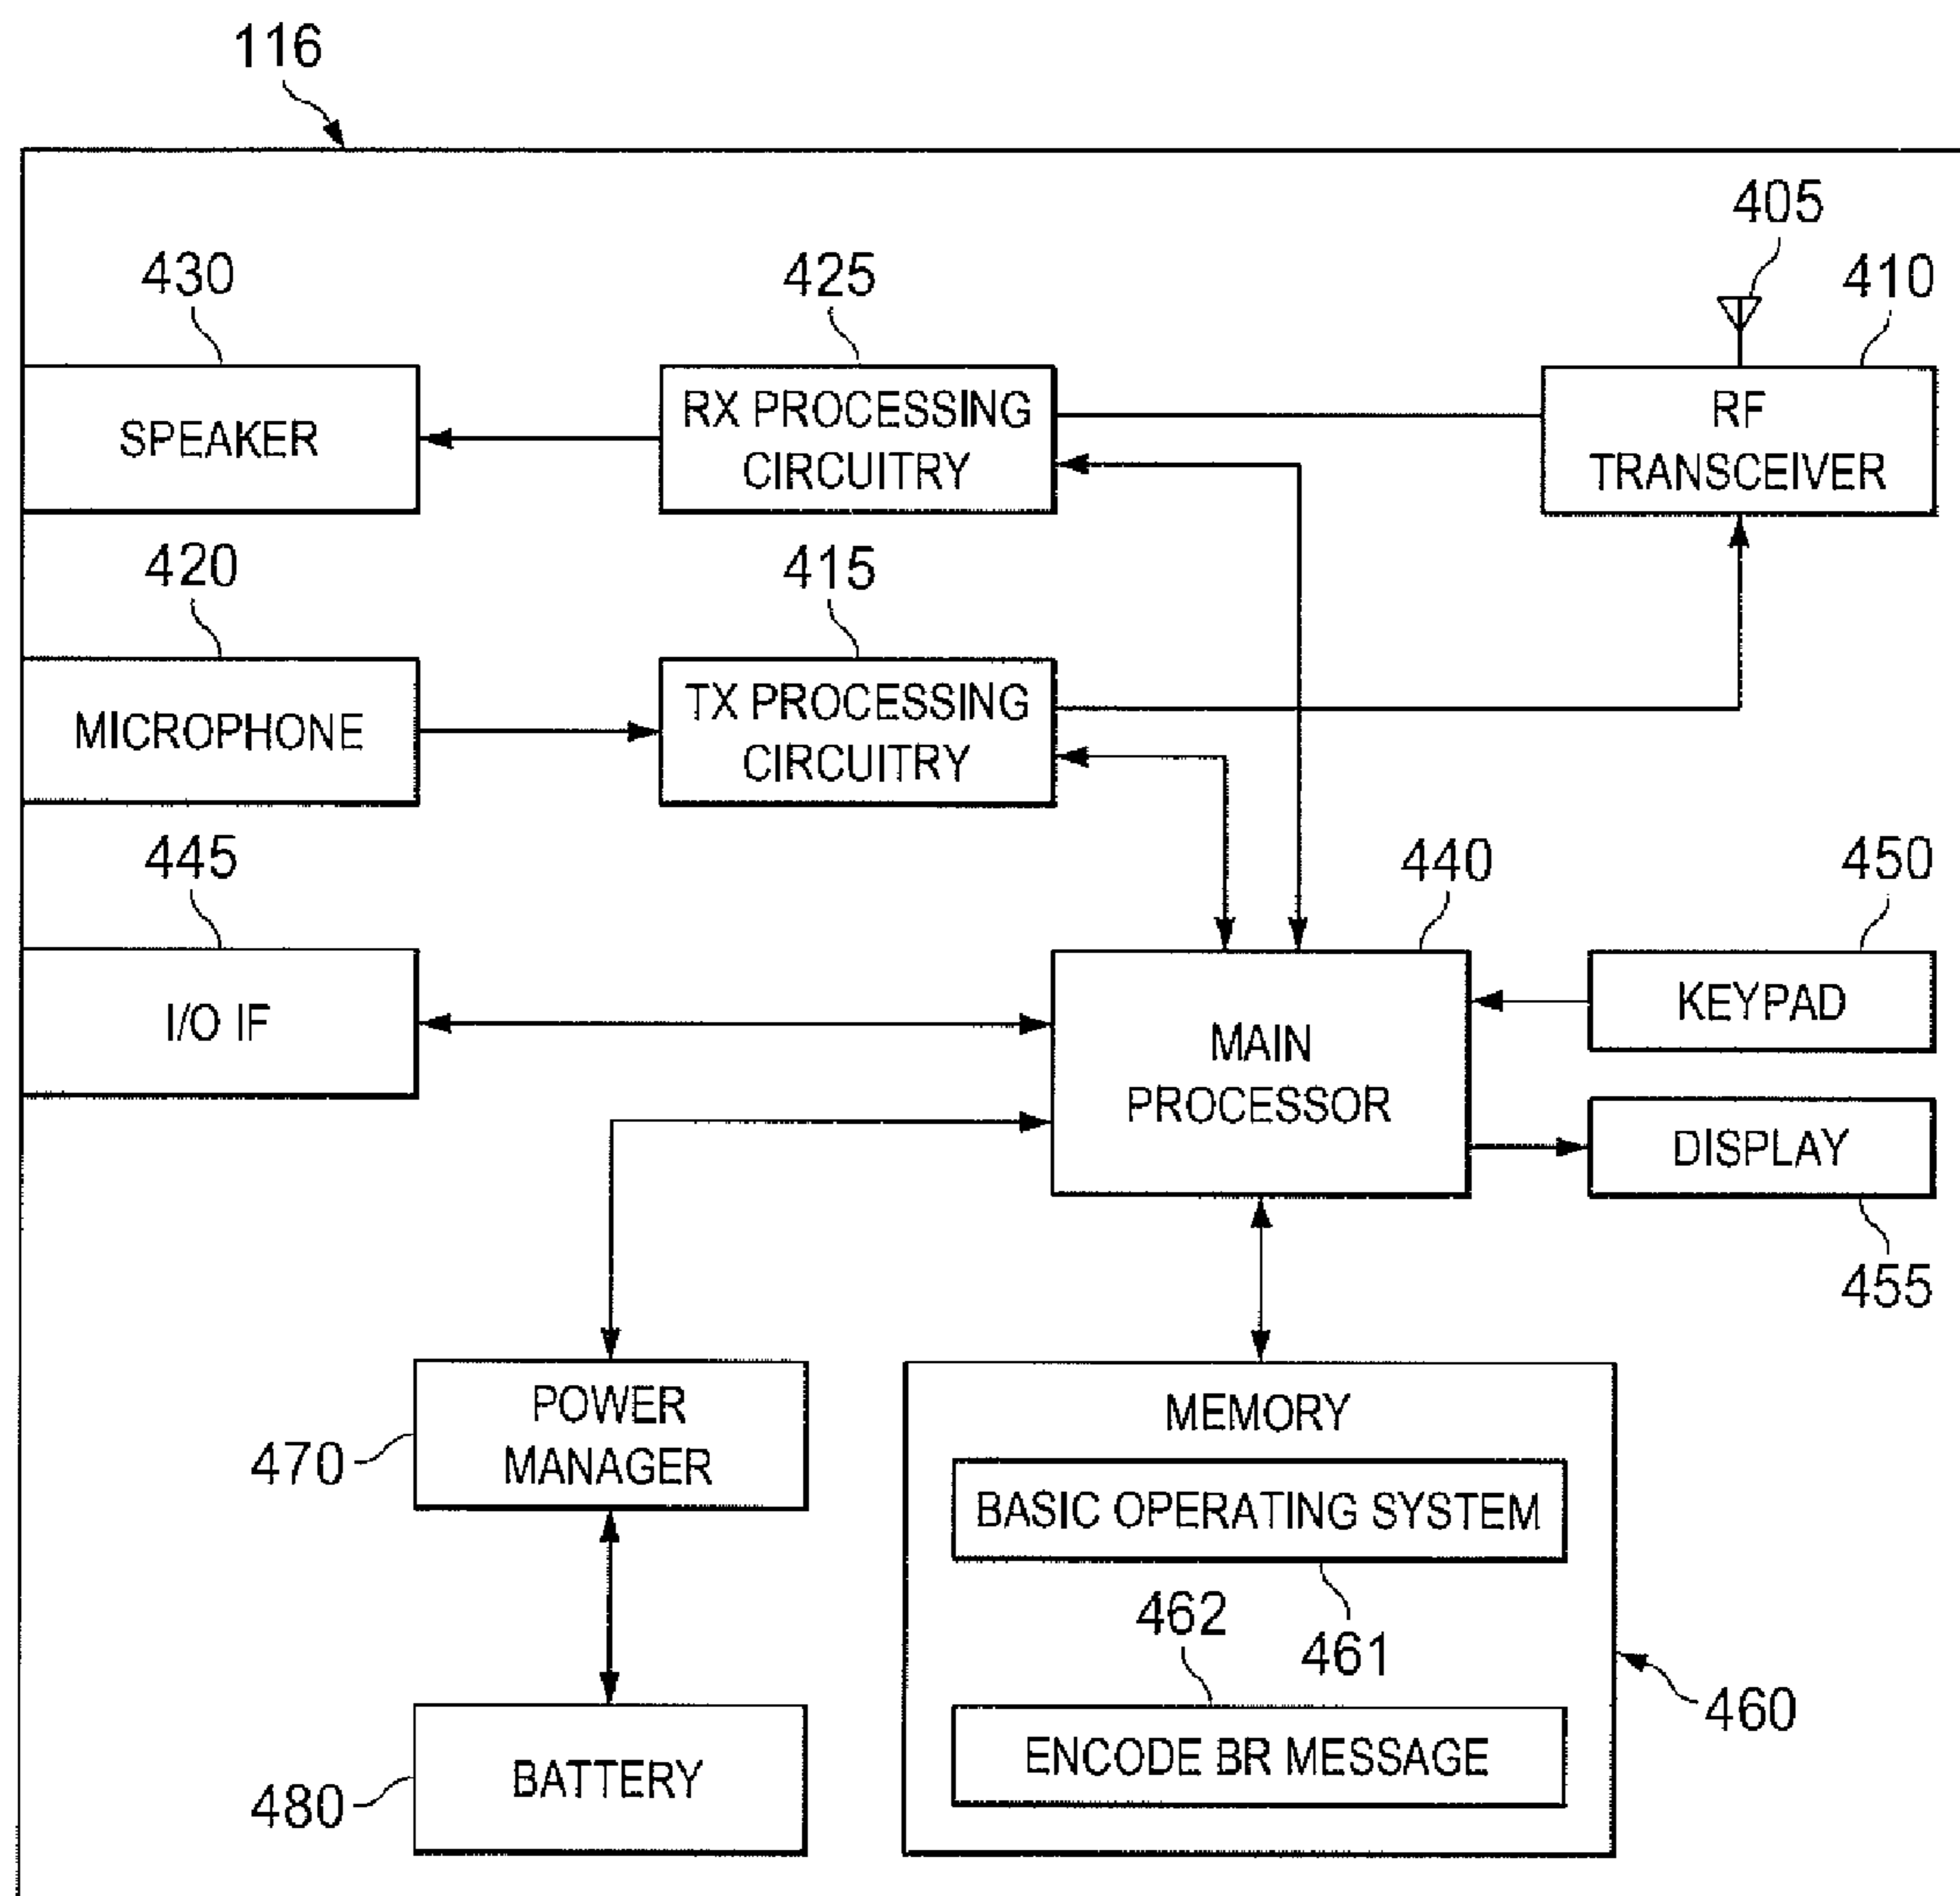 116
405
430
425
410
SPEAKER
RX PROCESSING
CIRCUITRY
RF
TRANSCEIVER
420
415
MICROPHONE
TX PROCESSING
CIRCUITRY
445
440
450
I/O IF
MAIN
PROCESSOR
KEYPAD
DISPLAY
455
POWER
MANAGER
470
MEMORY
BASIC OPERATING SYSTEM
461
462
ENCODE BR MESSAGE
460
BATTERY
480